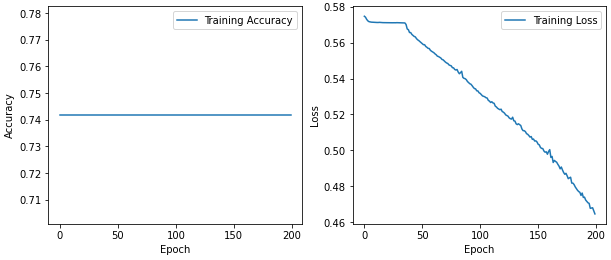 Training Accuracy
0.78
0.77
0.76
0.75
0.74
0.73
0.72
0.71
Accuracy
0 50 100 150 200
Epoch
Training Loss
0.58
0.56
0.54
0.52
0.50
0.48
0.46
Loss
0 50 100 150 200
Epoch